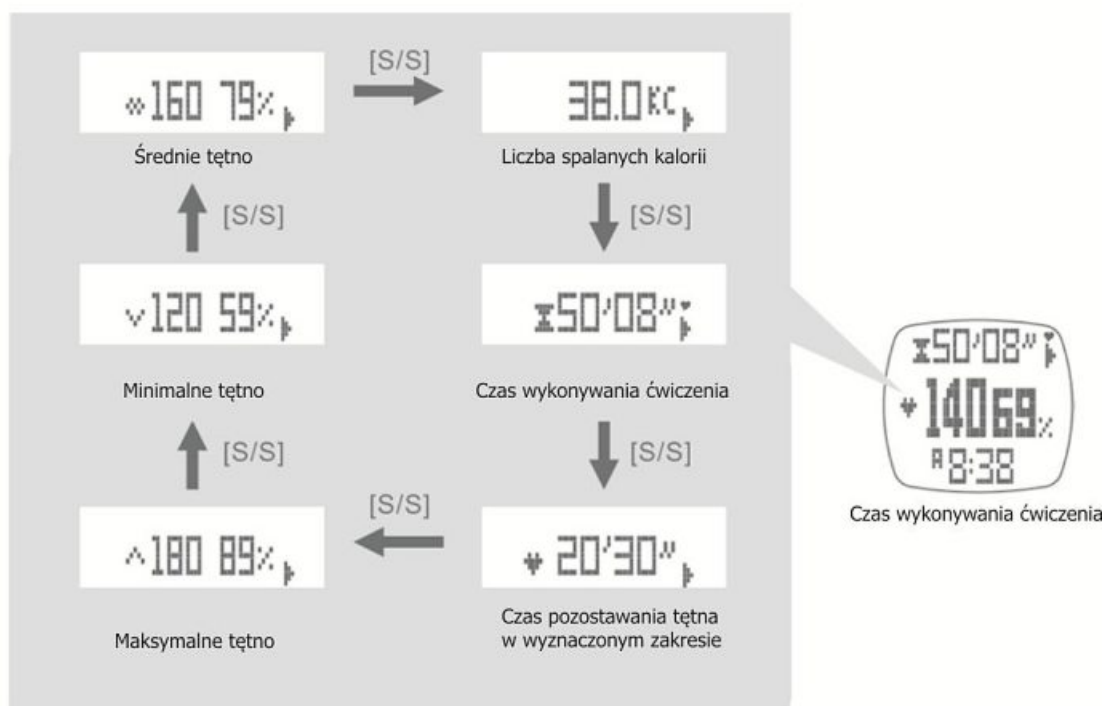 160 79%
[S/S]
38.0 KC
Średnie tętno
Liczba spalanych kalorii
[S/S]
[S/S]
120 59%
50'08"
Minimalne tętno
Czas wykonywania ćwiczenia
[S/S]
[S/S]
[S/S]
180 89%
20'30"
Maksymalne tętno
Czas pozostawania tętna
w wyznaczonym zakresie
50'08"
140 69%
A 8:38
Czas wykonywania ćwiczenia